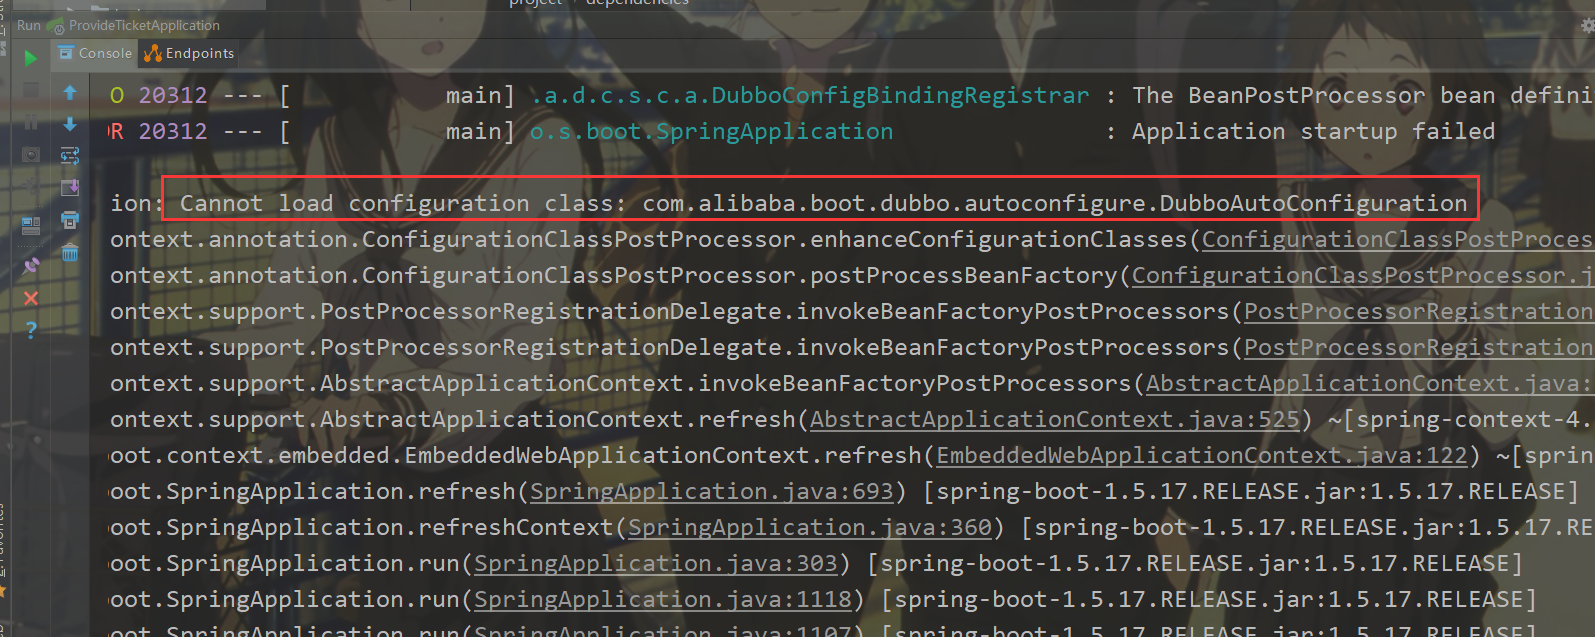 project dependencies
Run ProvideTicketApplication
Console Endpoints
O 20312 --- [ main] .a.d.c.s.c.a.DubboConfigBindingRegistrar : The BeanPostProcessor bean defini
OR 20312 --- [ main] o.s.boot.SpringApplication : Application startup failed
ion: Cannot load configuration class: com.alibaba.boot.dubbo.autoconfigure.DubboAutoConfiguration
ontext.annotation.ConfigurationClassPostProcessor.enhanceConfigurationClasses(ConfigurationClassPostProces
ontext.annotation.ConfigurationClassPostProcessor.postProcessBeanFactory(ConfigurationClassPostProcessor.j
ontext.support.PostProcessorRegistrationDelegate.invokeBeanFactoryPostProcessors(PostProcessorRegistration
ontext.support.PostProcessorRegistrationDelegate.invokeBeanFactoryPostProcessors(PostProcessorRegistration
ontext.support.AbstractApplicationContext.invokeBeanFactoryPostProcessors(AbstractApplicationContext.java:
ontext.support.AbstractApplicationContext.refresh(AbstractApplicationContext.java:525) ~[spring-context-4.
oot.context.embedded.EmbeddedWebApplicationContext.refresh(EmbeddedWebApplicationContext.java:122) ~[sprin
oot.SpringApplication.refresh(SpringApplication.java:693) [spring-boot-1.5.17.RELEASE.jar:1.5.17.RELEASE]
oot.SpringApplication.refreshContext(SpringApplication.java:360) [spring-boot-1.5.17.RELEASE.jar:1.5.17.RE
oot.SpringApplication.run(SpringApplication.java:303) [spring-boot-1.5.17.RELEASE.jar:1.5.17.RELEASE]
oot.SpringApplication.run(SpringApplication.java:1118) [spring-boot-1.5.17.RELEASE.jar:1.5.17.RELEASE]
oot.SpringApplication.run(SpringApplication.java:1107) [spring-boot-1.5.17.RELEASE.jar:1.5.17.RELEASE]